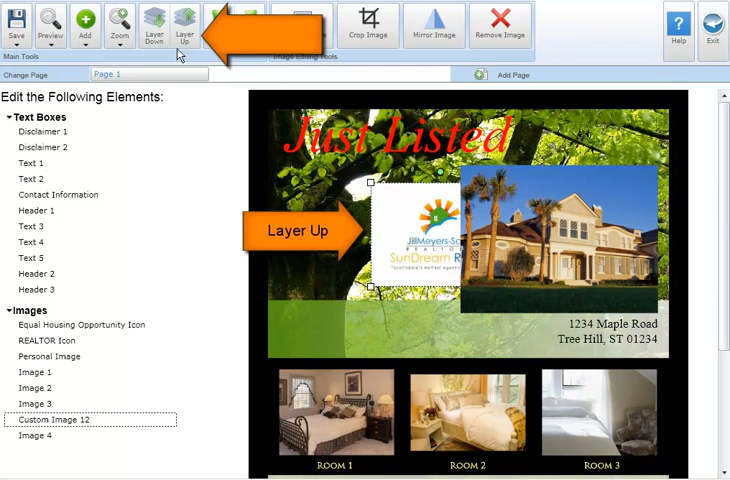 Save
Preview
Add
Zoom
Layer Down
Layer Up
Crop Image
Mirror Image
Remove Image
Help
Exit
Main Tools
Image Editing Tools
Change Page
Page 1
Add Page
Edit the Following Elements:
Text Boxes
Disclaimer 1
Disclaimer 2
Text 1
Text 2
Contact Information
Header 1
Text 3
Text 4
Text 5
Header 2
Header 3
Images
Equal Housing Opportunity Icon
REALTOR Icon
Personal Image
Image 1
Image 2
Image 3
Custom Image 12
Image 4
Just Listed
Layer Up
REALTO
SunDream R
1234 Maple Road
Tree Hill, ST 01234
Room 1
Room 2
Room 3